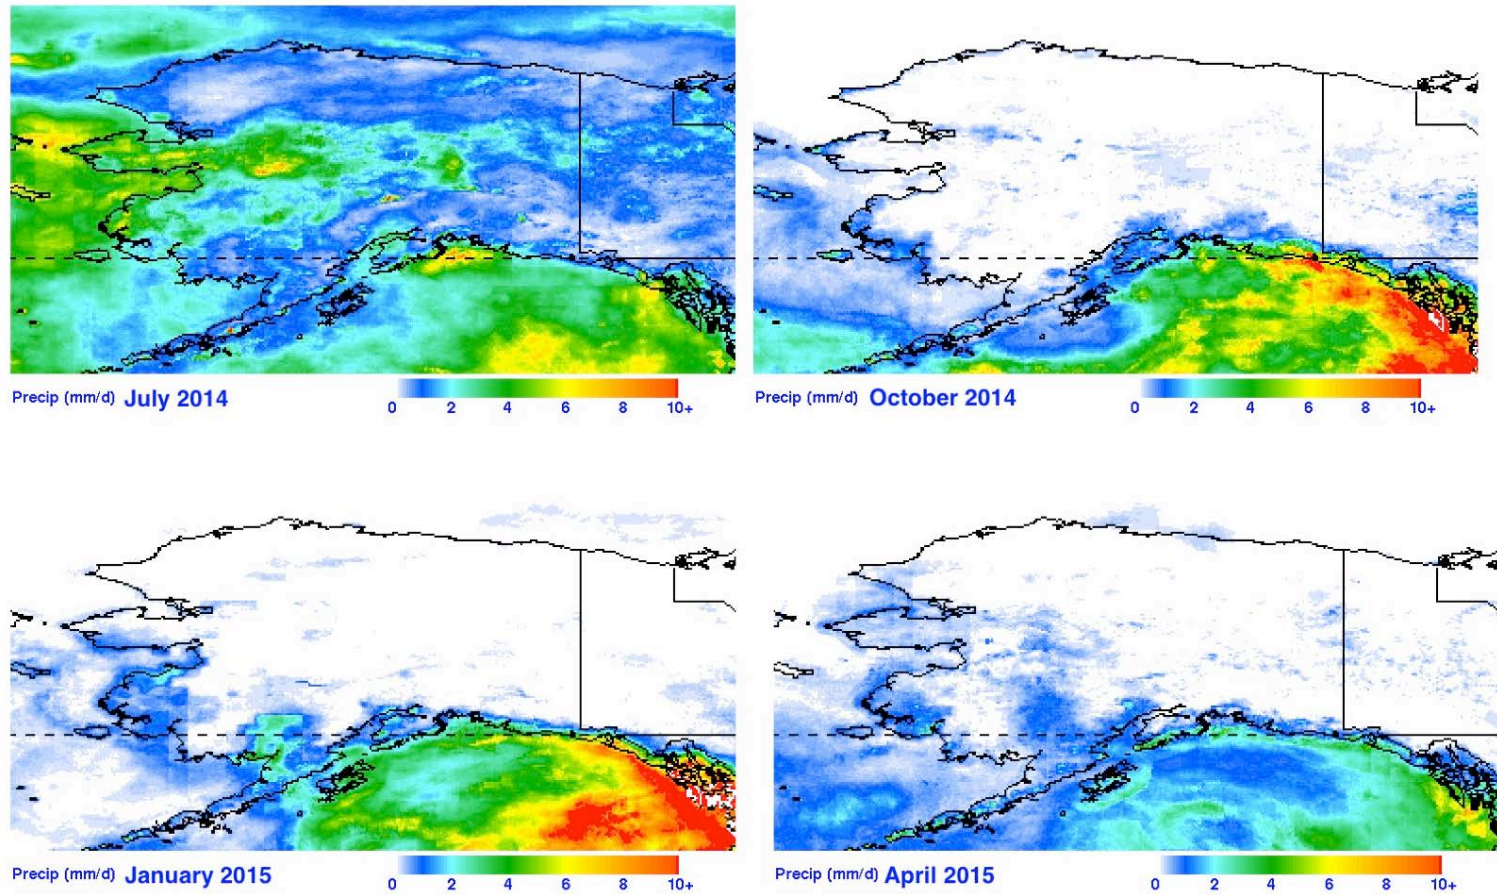 Precip (mm/d) July 2014
0 2 4 6 8 10+
Precip (mm/d) October 2014
0 2 4 6 8 10+
Precip (mm/d) January 2015
0 2 4 6 8 10+
Precip (mm/d) April 2015
0 2 4 6 8 10+